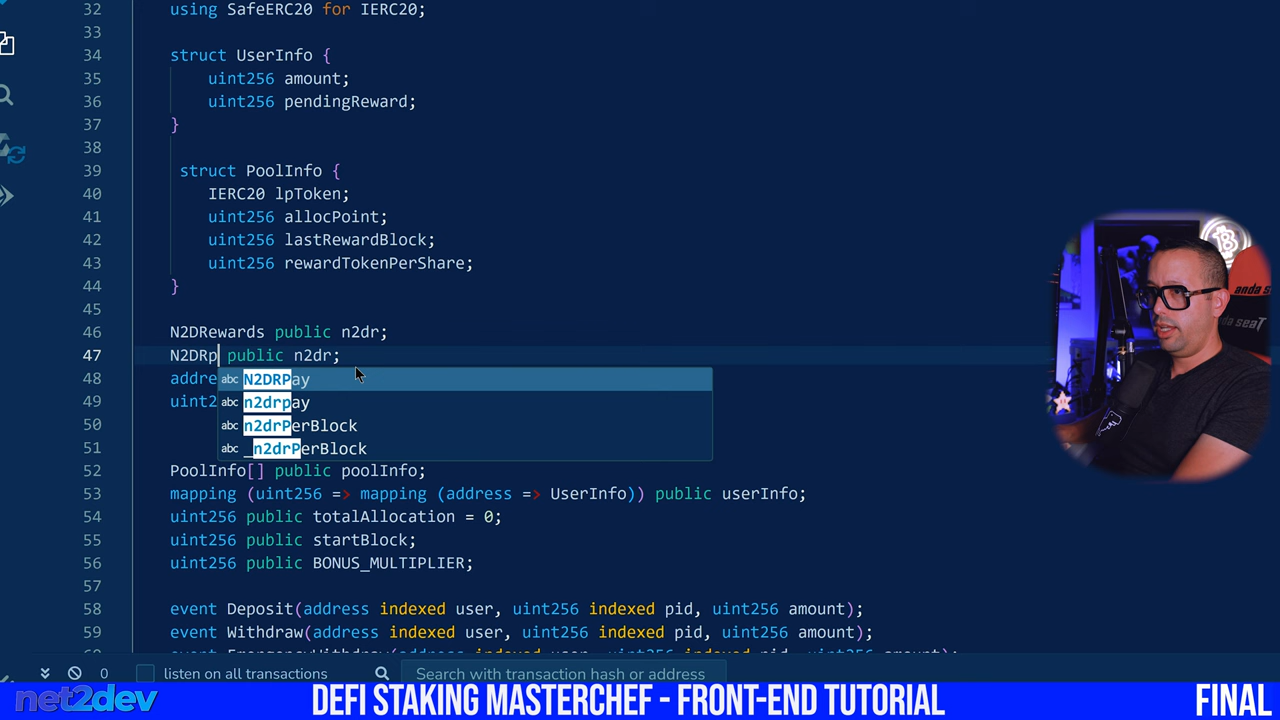 32 using SafeERC20 for IERC20;
33
34 struct UserInfo {
35 uint256 amount;
36 uint256 pendingReward;
37 }
38
39 struct PoolInfo {
40 IERC20 lpToken;
41 uint256 allocPoint;
42 uint256 lastRewardBlock;
43 uint256 rewardTokenPerShare;
44 }
45
46 N2DRewards public n2dr;
47 N2DRp public n2dr;
48 addre
abc N2DRPay
49 uint2
abc n2drpay
50
abc n2drPerBlock
51
abc _n2drPerBlock
52 PoolInfo[] public poolInfo;
53 mapping (uint256 => mapping (address => UserInfo)) public userInfo;
54 uint256 public totalAllocation = 0;
55 uint256 public startBlock;
56 uint256 public BONUS_MULTIPLIER;
57
58 event Deposit(address indexed user, uint256 indexed pid, uint256 amount);
59 event Withdraw(address indexed user, uint256 indexed pid, uint256 amount);
0 listen on all transactions Search with transaction hash or address
net2dev DEFI STAKING MASTERCHEF - FRONT-END TUTORIAL FINAL